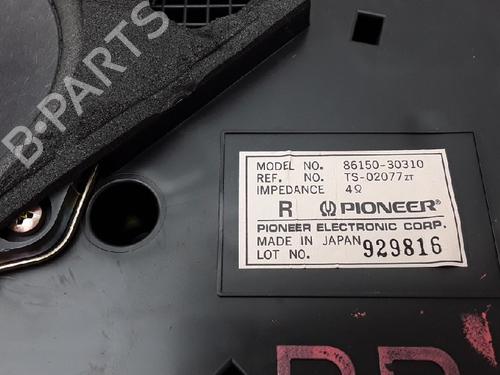 B-PARTS
MODEL NO. 86150-30310
REF. NO. TS-02077ZT
IMPEDANCE 4Ω
R PIONEER®
PIONEER ELECTRONIC CORP.
MADE IN JAPAN
LOT NO. 929816